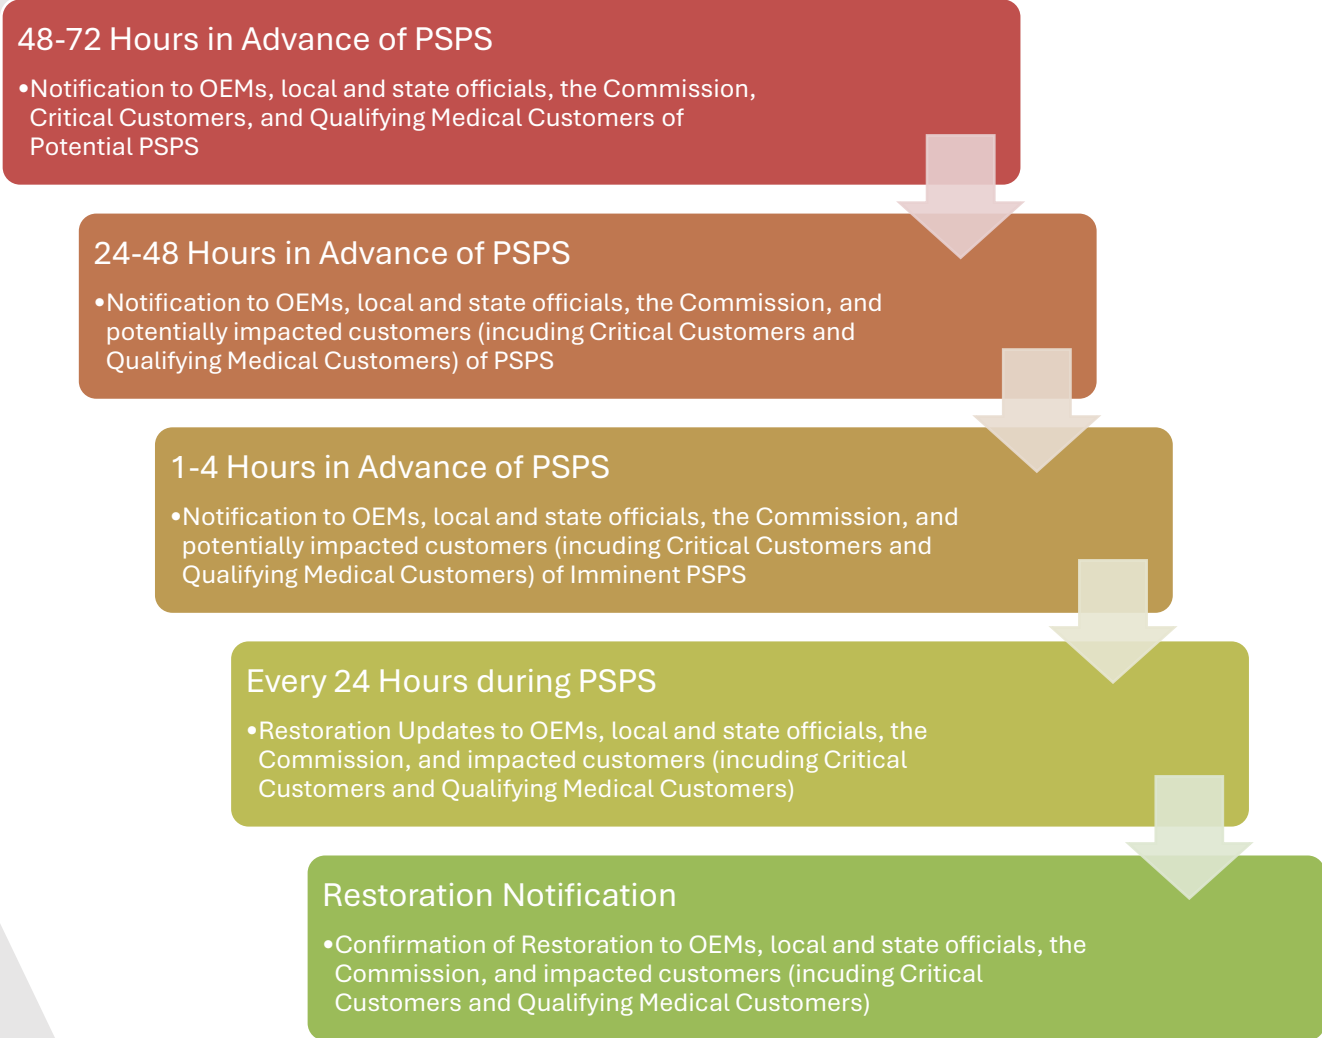 48-72 Hours in Advance of PSPS
•Notification to OEMs, local and state officials, the Commission,
Critical Customers, and Qualifying Medical Customers of
Potential PSPS
24-48 Hours in Advance of PSPS
•Notification to OEMs, local and state officials, the Commission, and
potentially impacted customers (incuding Critical Customers and
Qualifying Medical Customers) of PSPS
1-4 Hours in Advance of PSPS
•Notification to OEMs, local and state officials, the Commission, and
potentially impacted customers (incuding Critical Customers and
Qualifying Medical Customers) of Imminent PSPS
Every 24 Hours during PSPS
•Restoration Updates to OEMs, local and state officials, the
Commission, and impacted customers (incuding Critical
Customers and Qualifying Medical Customers)
Restoration Notification
•Confirmation of Restoration to OEMs, local and state officials, the
Commission, and impacted customers (incuding Critical
Customers and Qualifying Medical Customers)